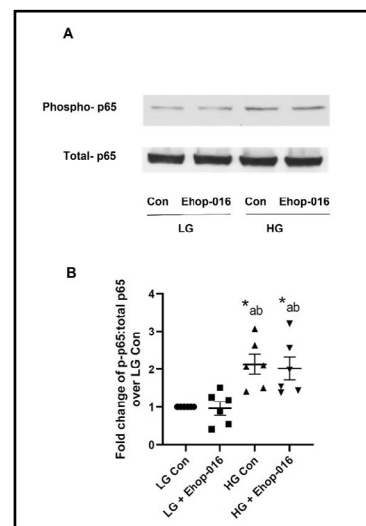 A
Phospho- p65
Total- p65
Con Ehop-016 Con Ehop-016
LG HG
B
Fold change of p-p65:total p65
over LG Con
4
3
2
1
0
*ab *ab
LG Con
LG + Ehop-016
HG Con
HG + Ehop-016